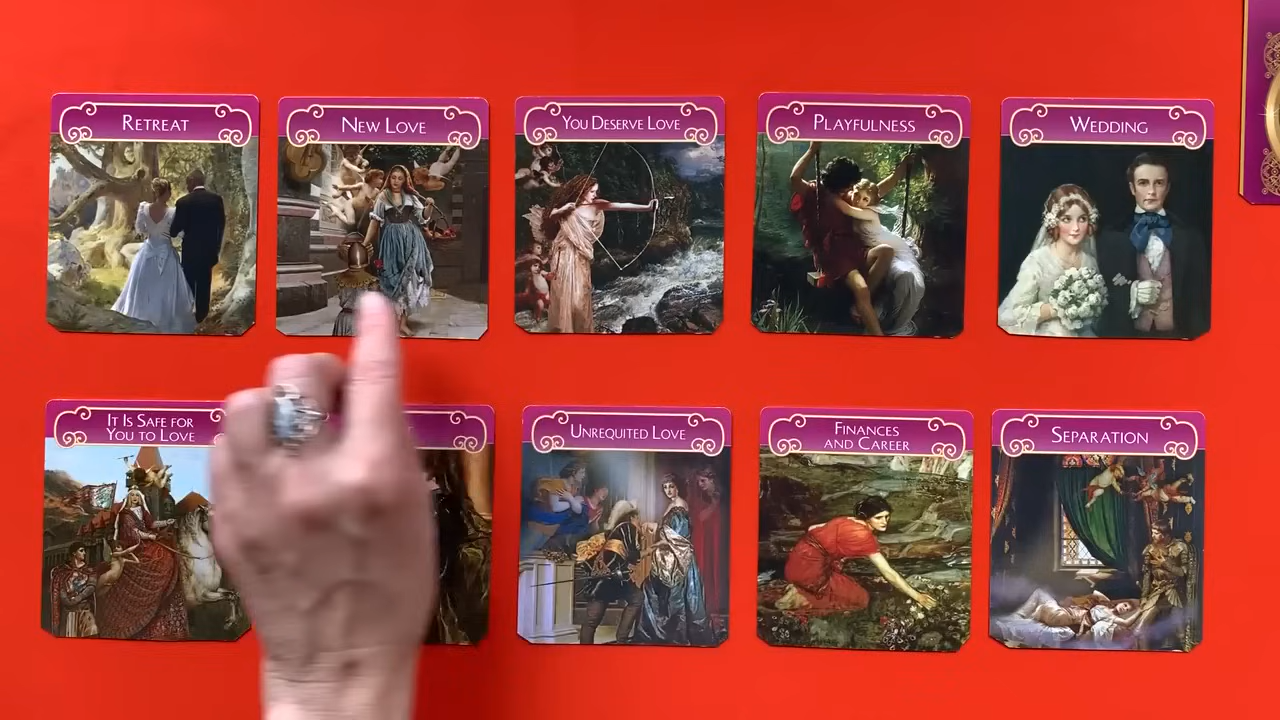 RETREAT
NEW LOVE
YOU DESERVE LOVE
PLAYFULNESS
WEDDING
IT IS SAFE FOR
YOU TO LOVE
UNREQUITED LOVE
FINANCES
AND CAREER
SEPARATION